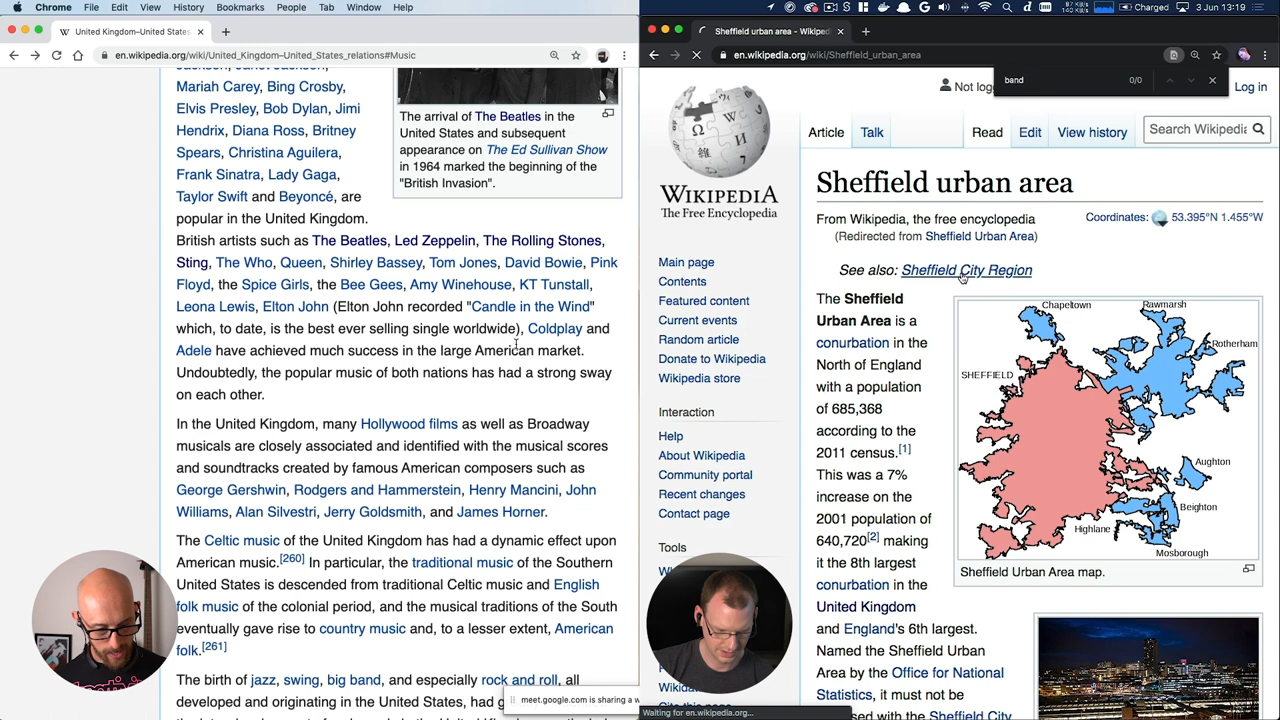 Chrome File Edit View History Bookmarks People Tab Window Help
Charged 3 Jun 13:19
United Kingdom–United States
en.wikipedia.org/wiki/United_Kingdom–United_States_relations#Music
Mariah Carey, Bing Crosby,
Elvis Presley, Bob Dylan, Jimi
Hendrix, Diana Ross, Britney
Spears, Christina Aguilera,
Frank Sinatra, Lady Gaga,
Taylor Swift and Beyoncé, are
popular in the United Kingdom.
The arrival of The Beatles in the
United States and subsequent
appearance on The Ed Sullivan Show
in 1964 marked the beginning of the
"British Invasion".
British artists such as The Beatles, Led Zeppelin, The Rolling Stones,
Sting, The Who, Queen, Shirley Bassey, Tom Jones, David Bowie, Pink
Floyd, the Spice Girls, the Bee Gees, Amy Winehouse, KT Tunstall,
Leona Lewis, Elton John (Elton John recorded "Candle in the Wind"
which, to date, is the best ever selling single worldwide), Coldplay and
Adele have achieved much success in the large American market.
Undoubtedly, the popular music of both nations has had a strong sway
on each other.
In the United Kingdom, many Hollywood films as well as Broadway
musicals are closely associated and identified with the musical scores
and soundtracks created by famous American composers such as
George Gershwin, Rodgers and Hammerstein, Henry Mancini, John
Williams, Alan Silvestri, Jerry Goldsmith, and James Horner.
The Celtic music of the United Kingdom has had a dynamic effect upon
American music.[260] In particular, the traditional music of the Southern
United States is descended from traditional Celtic music and English
folk music of the colonial period, and the musical traditions of the South
eventually gave rise to country music and, to a lesser extent, American
folk.[261]
The birth of jazz, swing, big band, and especially rock and roll, all
developed and originating in the United States, had g
meet.google.com is sharing a w
Sheffield urban area - Wikiped
en.wikipedia.org/wiki/Sheffield_urban_area
band 0/0
Not log
Log in
Article Talk Read Edit View history Search Wikipedia
WIKIPEDIA
The Free Encyclopedia
Main page
Contents
Featured content
Current events
Random article
Donate to Wikipedia
Wikipedia store
Interaction
Help
About Wikipedia
Community portal
Recent changes
Contact page
Tools
Sheffield urban area
From Wikipedia, the free encyclopedia
(Redirected from Sheffield Urban Area)
Coordinates: 53.395°N 1.455°W
See also: Sheffield City Region
The Sheffield
Urban Area is a
conurbation in the
North of England
with a population
of 685,368
according to the
2011 census.[1]
This was a 7%
increase on the
2001 population of
640,720[2] making
it the 8th largest
conurbation in the
United Kingdom
and England's 6th largest.
Named the Sheffield Urban
Area by the Office for National
Statistics, it must not be
sed with the Sheffield City
Chapeltown
Rawmarsh
Rotherham
SHEFFIELD
Aughton
Beighton
Highlane
Mosborough
Sheffield Urban Area map.
Wikida
Waiting for en.wikipedia.org...